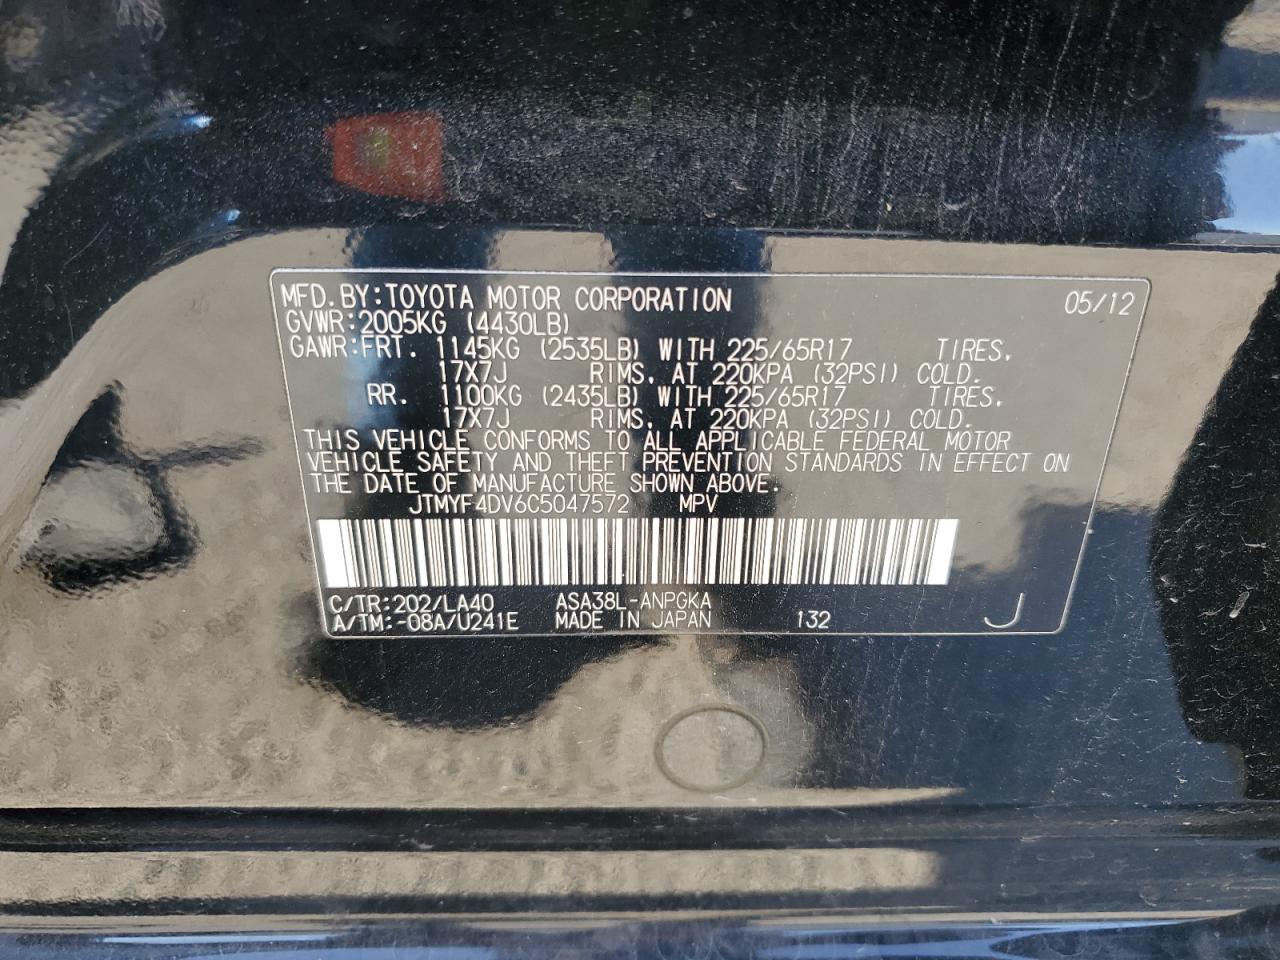 MFD. BY: TOYOTA MOTOR CORPORATION 05/12
GVWR: 2005KG (4430LB)
GAWR: FRT. 1145KG (2535LB) WITH 225/65R17 TIRES,
17X7J RIMS, AT 220KPA (32PSI) COLD.
RR. 1100KG (2435LB) WITH 225/65R17 TIRES,
17X7J RIMS, AT 220KPA (32PSI) COLD.
THIS VEHICLE CONFORMS TO ALL APPLICABLE FEDERAL MOTOR
VEHICLE SAFETY AND THEFT PREVENTION STANDARDS IN EFFECT ON
THE DATE OF MANUFACTURE SHOWN ABOVE.
JTMYF4DV6C5047572 MPV
C/TR: 202/LA40 ASA38L-ANPGKA
A/TM: -08A/U241E MADE IN JAPAN 132 J